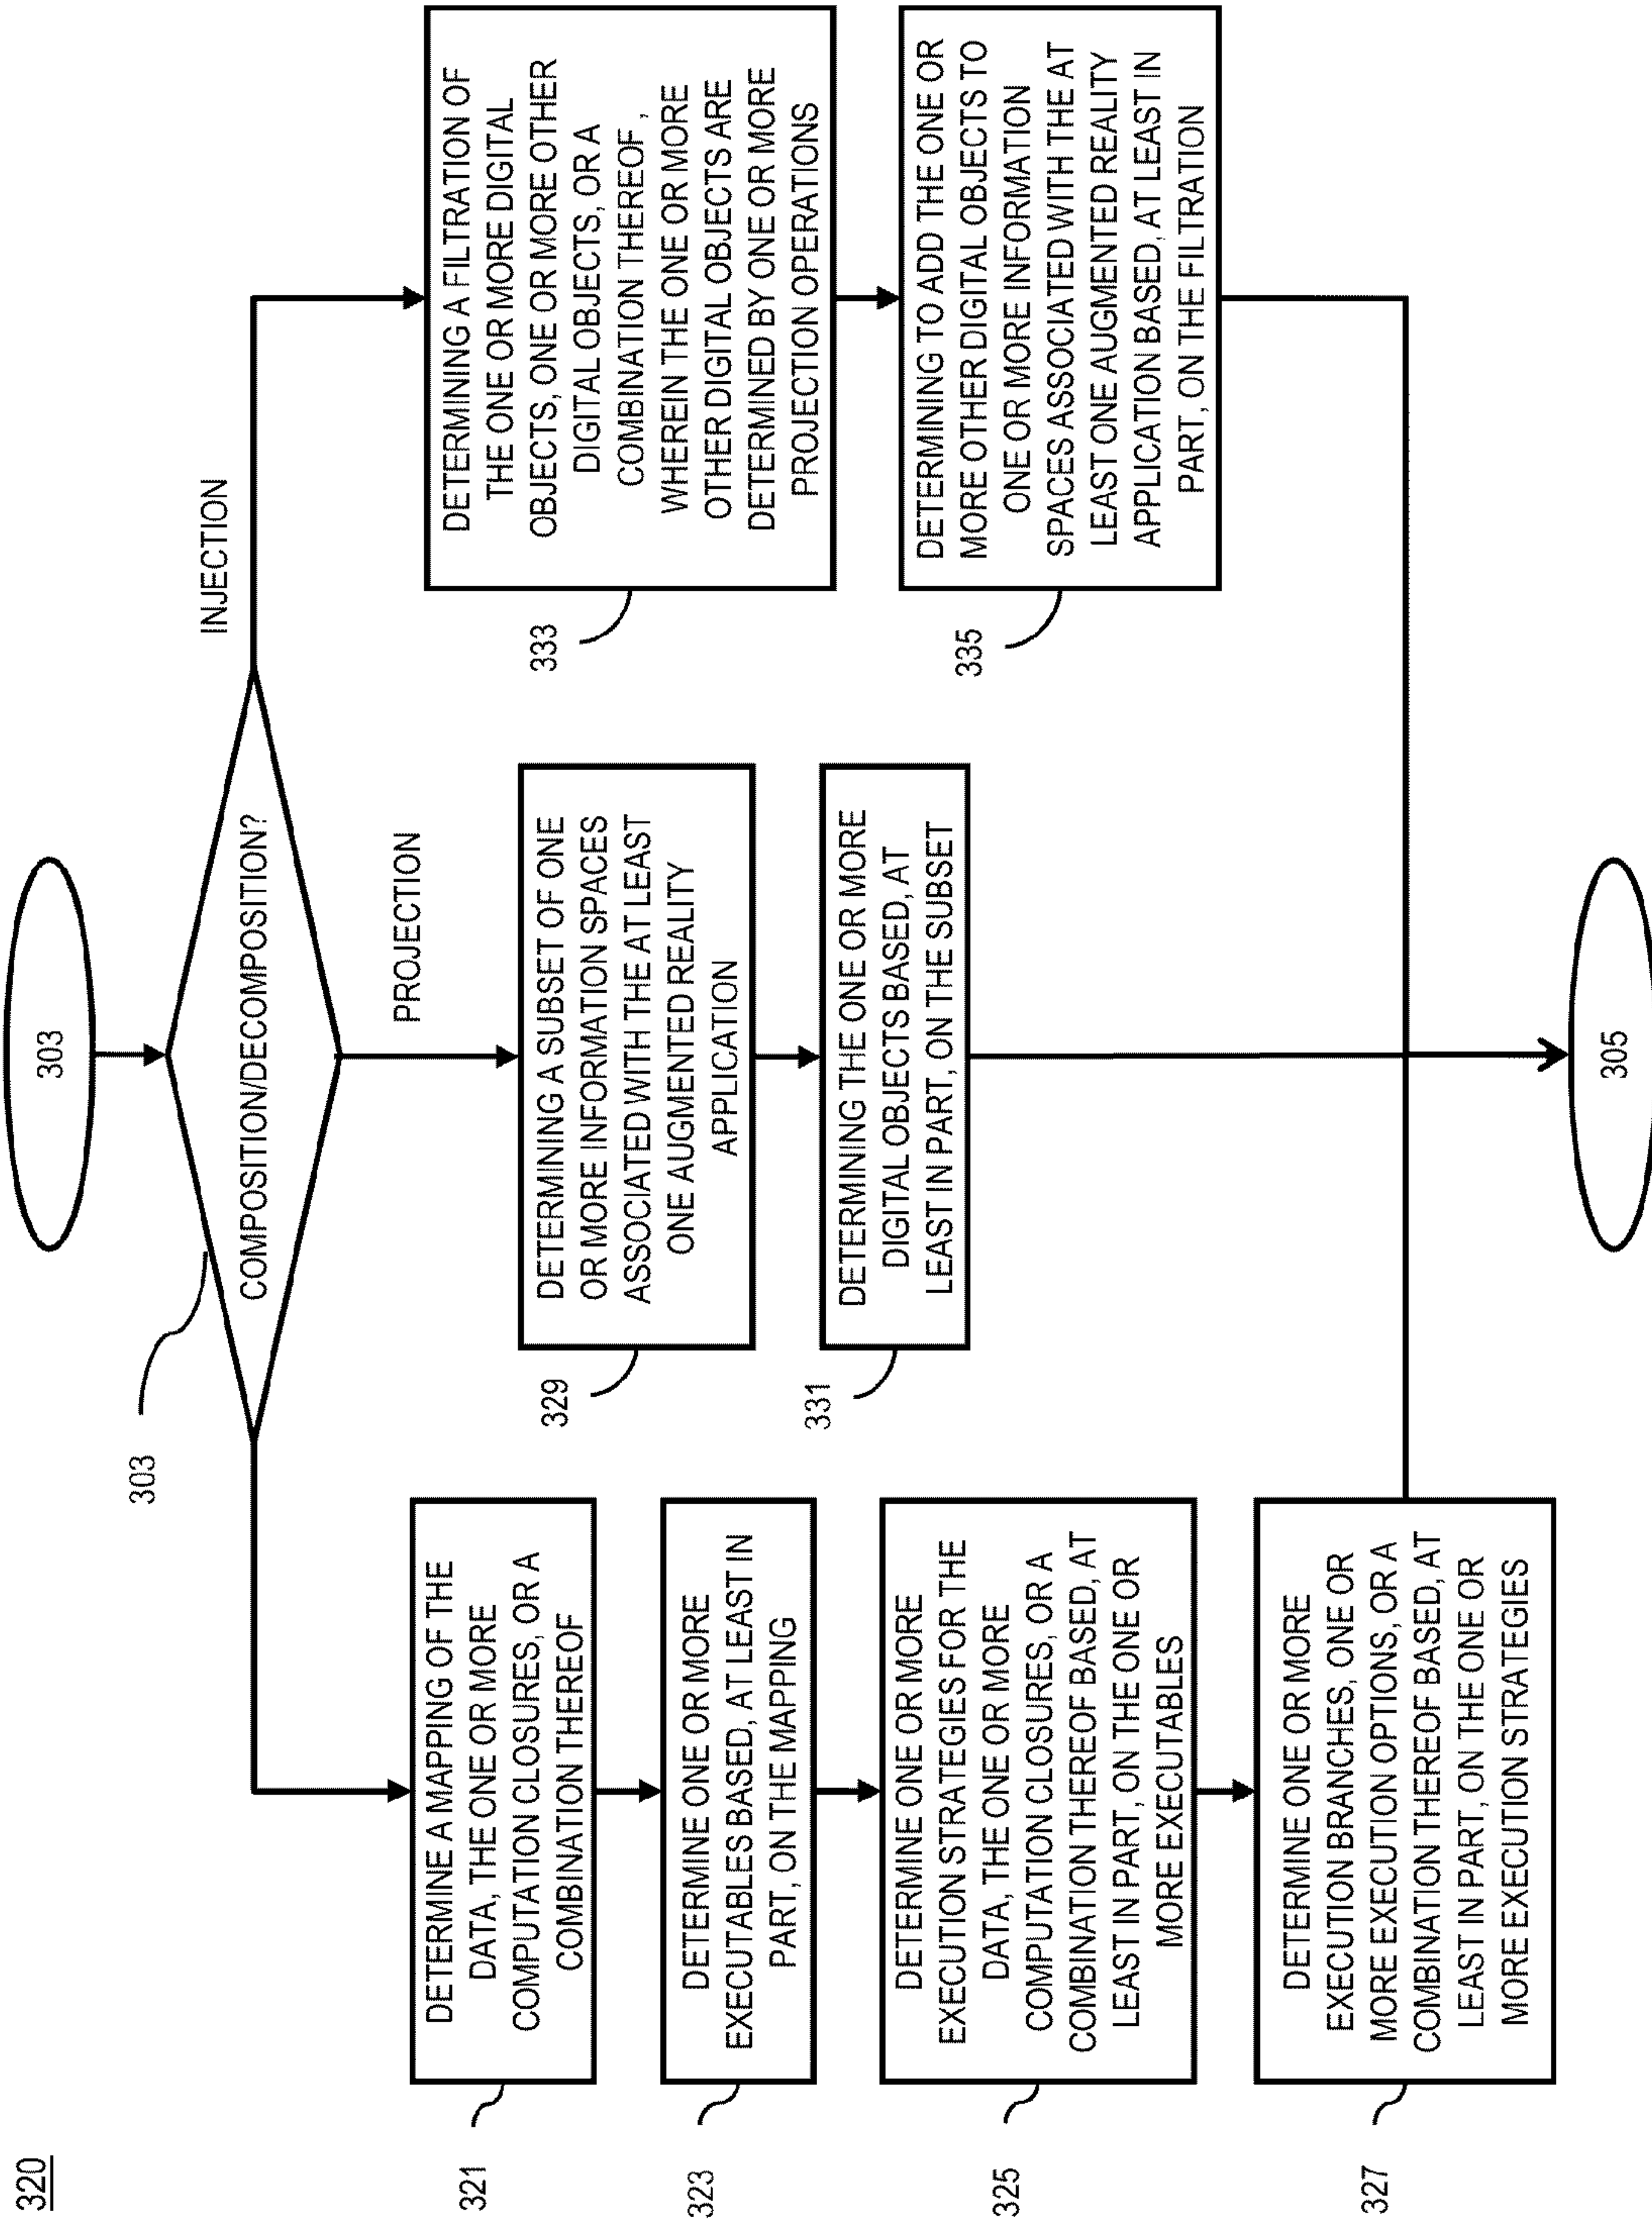 320
303
303
COMPOSITION/DECOMPOSITION?
INJECTION
PROJECTION
321
DETERMINE A MAPPING OF THE
DATA, THE ONE OR MORE
COMPUTATION CLOSURES, OR A
COMBINATION THEREOF
323
DETERMINE ONE OR MORE
EXECUTABLES BASED, AT LEAST IN
PART, ON THE MAPPING
325
DETERMINE ONE OR MORE
EXECUTION STRATEGIES FOR THE
DATA, THE ONE OR MORE
COMPUTATION CLOSURES, OR A
COMBINATION THEREOF BASED, AT
LEAST IN PART, ON THE ONE OR
MORE EXECUTABLES
327
DETERMINE ONE OR MORE
EXECUTION BRANCHES, ONE OR
MORE EXECUTION OPTIONS, OR A
COMBINATION THEREOF BASED, AT
LEAST IN PART, ON THE ONE OR
MORE EXECUTION STRATEGIES
329
DETERMINING A SUBSET OF ONE
OR MORE INFORMATION SPACES
ASSOCIATED WITH THE AT LEAST
ONE AUGMENTED REALITY
APPLICATION
331
DETERMINING THE ONE OR MORE
DIGITAL OBJECTS BASED, AT
LEAST IN PART, ON THE SUBSET
333
DETERMINING A FILTRATION OF
THE ONE OR MORE DIGITAL
OBJECTS, ONE OR MORE OTHER
DIGITAL OBJECTS, OR A
COMBINATION THEREOF ,
WHEREIN THE ONE OR MORE
OTHER DIGITAL OBJECTS ARE
DETERMINED BY ONE OR MORE
PROJECTION OPERATIONS
335
DETERMINING TO ADD THE ONE OR
MORE OTHER DIGITAL OBJECTS TO
ONE OR MORE INFORMATION
SPACES ASSOCIATED WITH THE AT
LEAST ONE AUGMENTED REALITY
APPLICATION BASED, AT LEAST IN
PART, ON THE FILTRATION
305